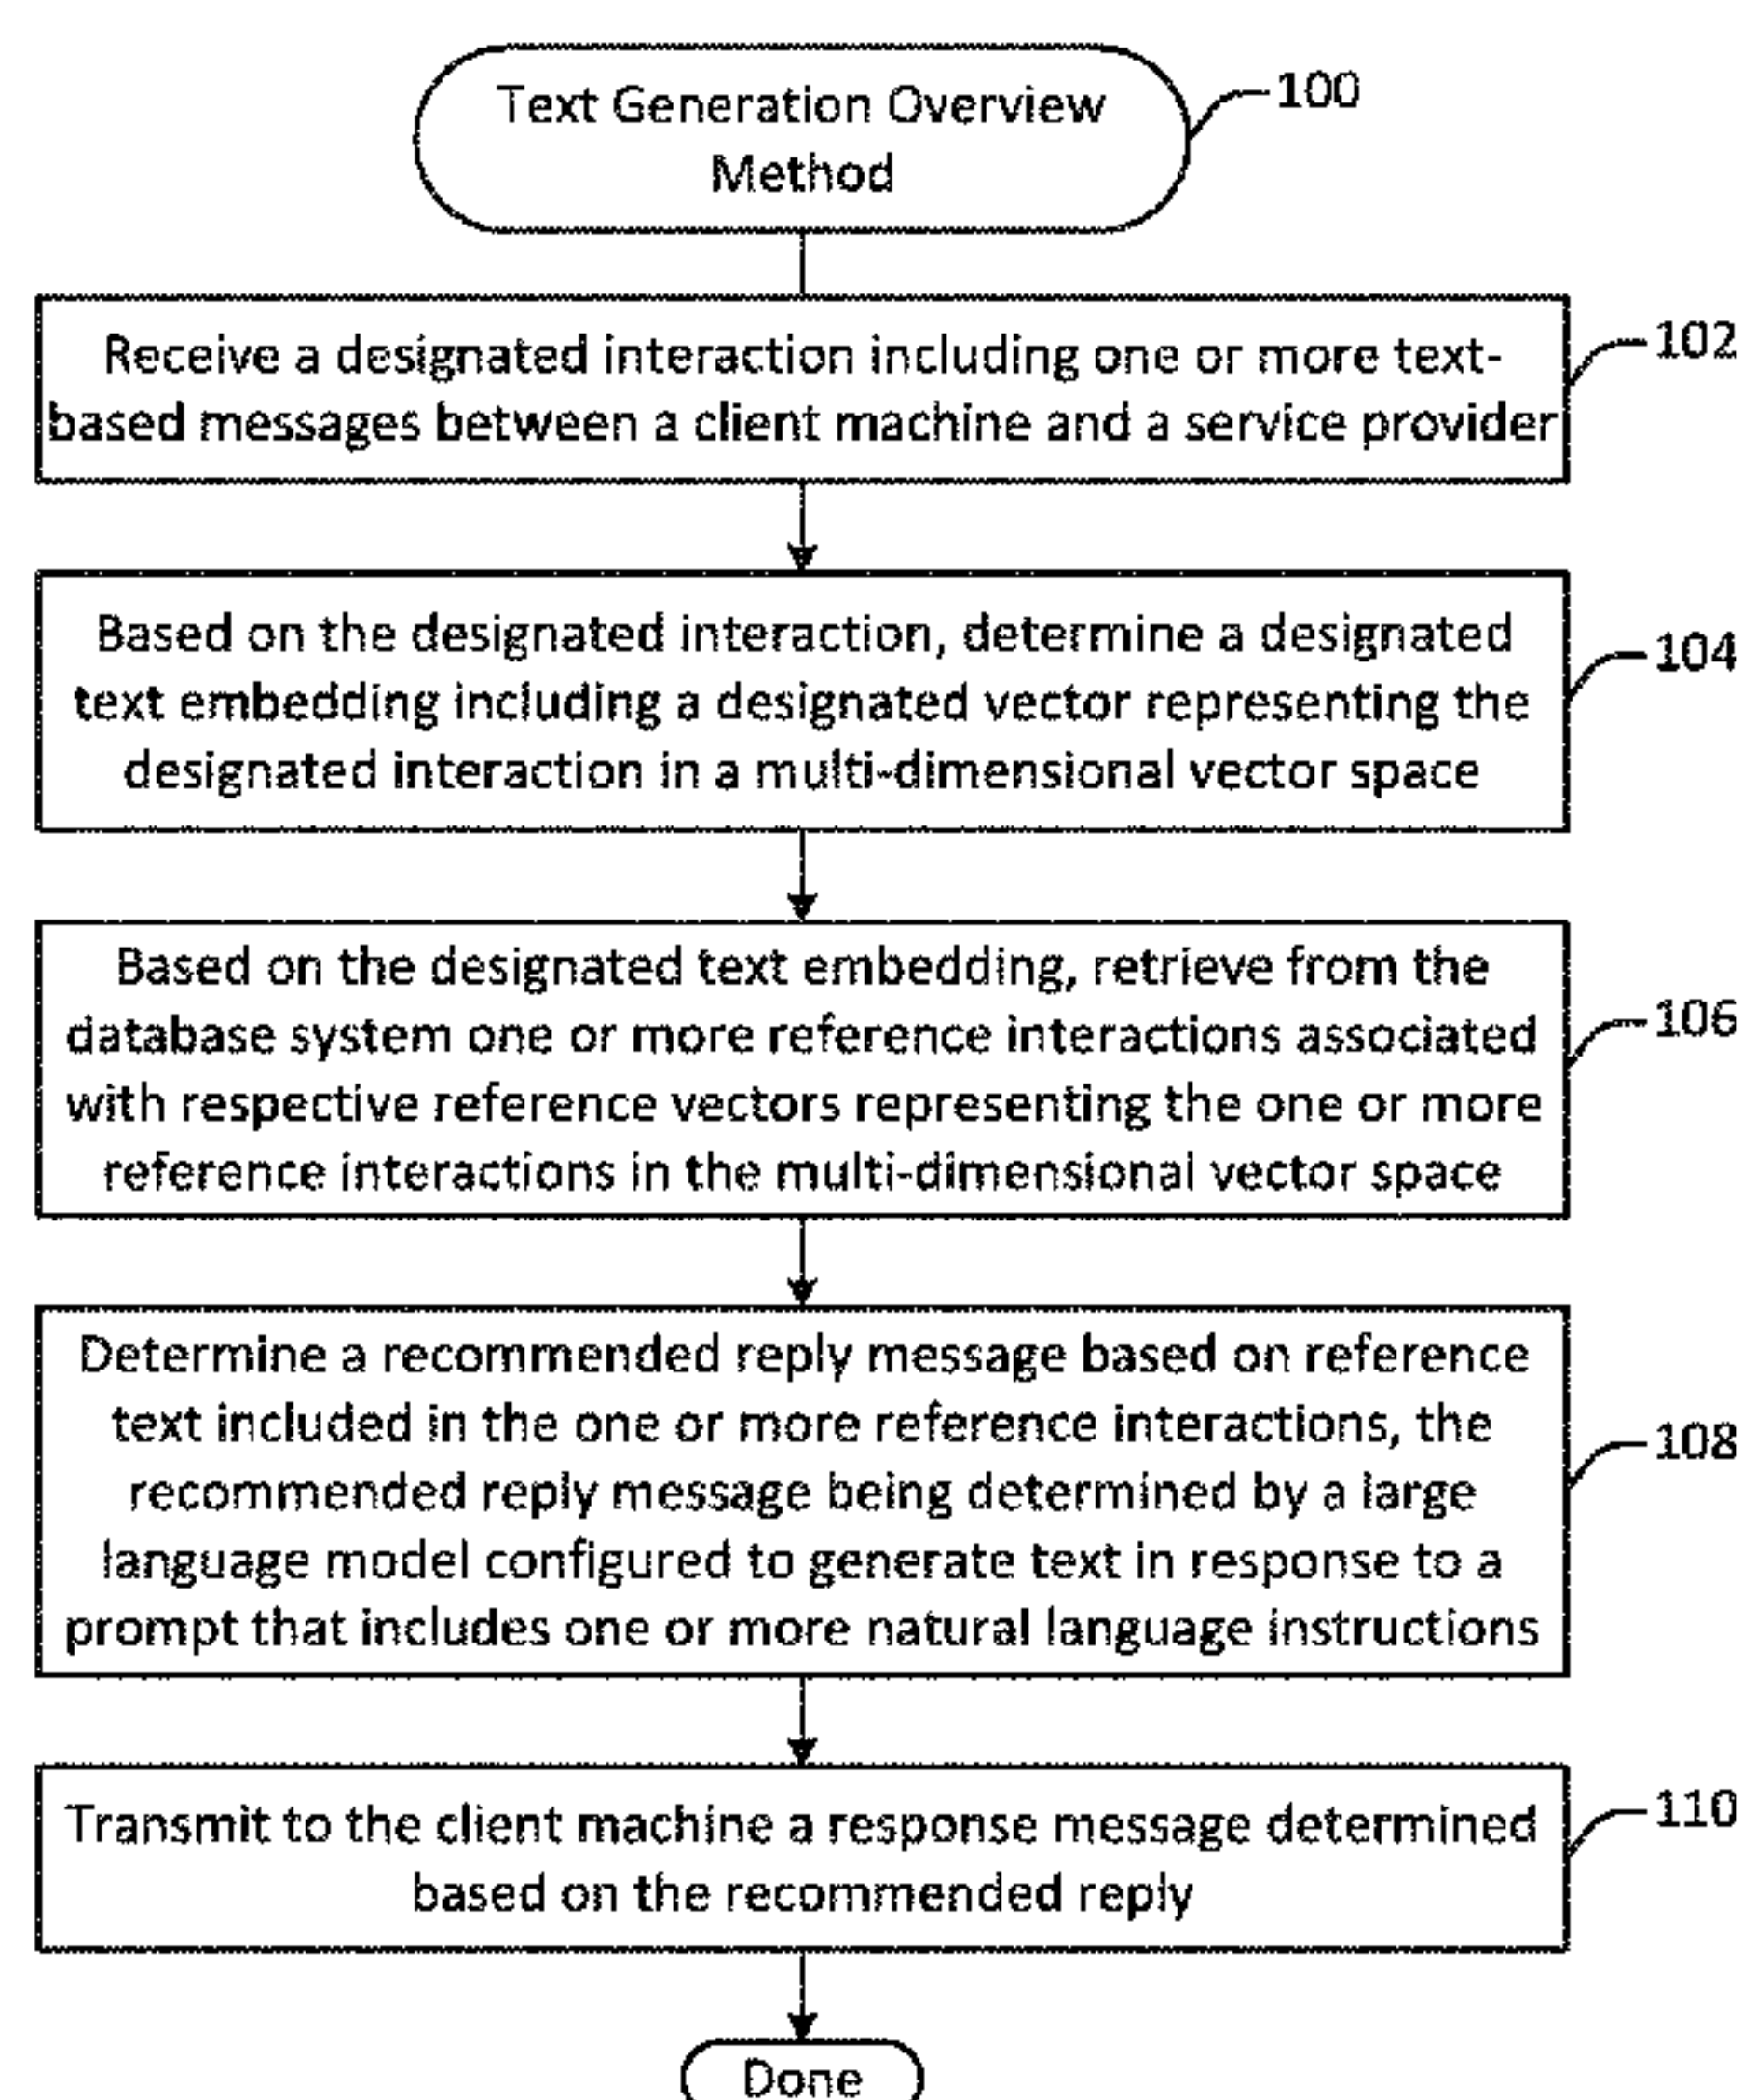 Text Generation Overview
Method
100
Receive a designated interaction including one or more text-
based messages between a client machine and a service provider
102
Based on the designated interaction, determine a designated
text embedding including a designated vector representing the
designated interaction in a multi-dimensional vector space
104
Based on the designated text embedding, retrieve from the
database system one or more reference interactions associated
with respective reference vectors representing the one or more
reference interactions in the multi-dimensional vector space
106
Determine a recommended reply message based on reference
text included in the one or more reference interactions, the
recommended reply message being determined by a large
language model configured to generate text in response to a
prompt that includes one or more natural language instructions
108
Transmit to the client machine a response message determined
based on the recommended reply
110
Done